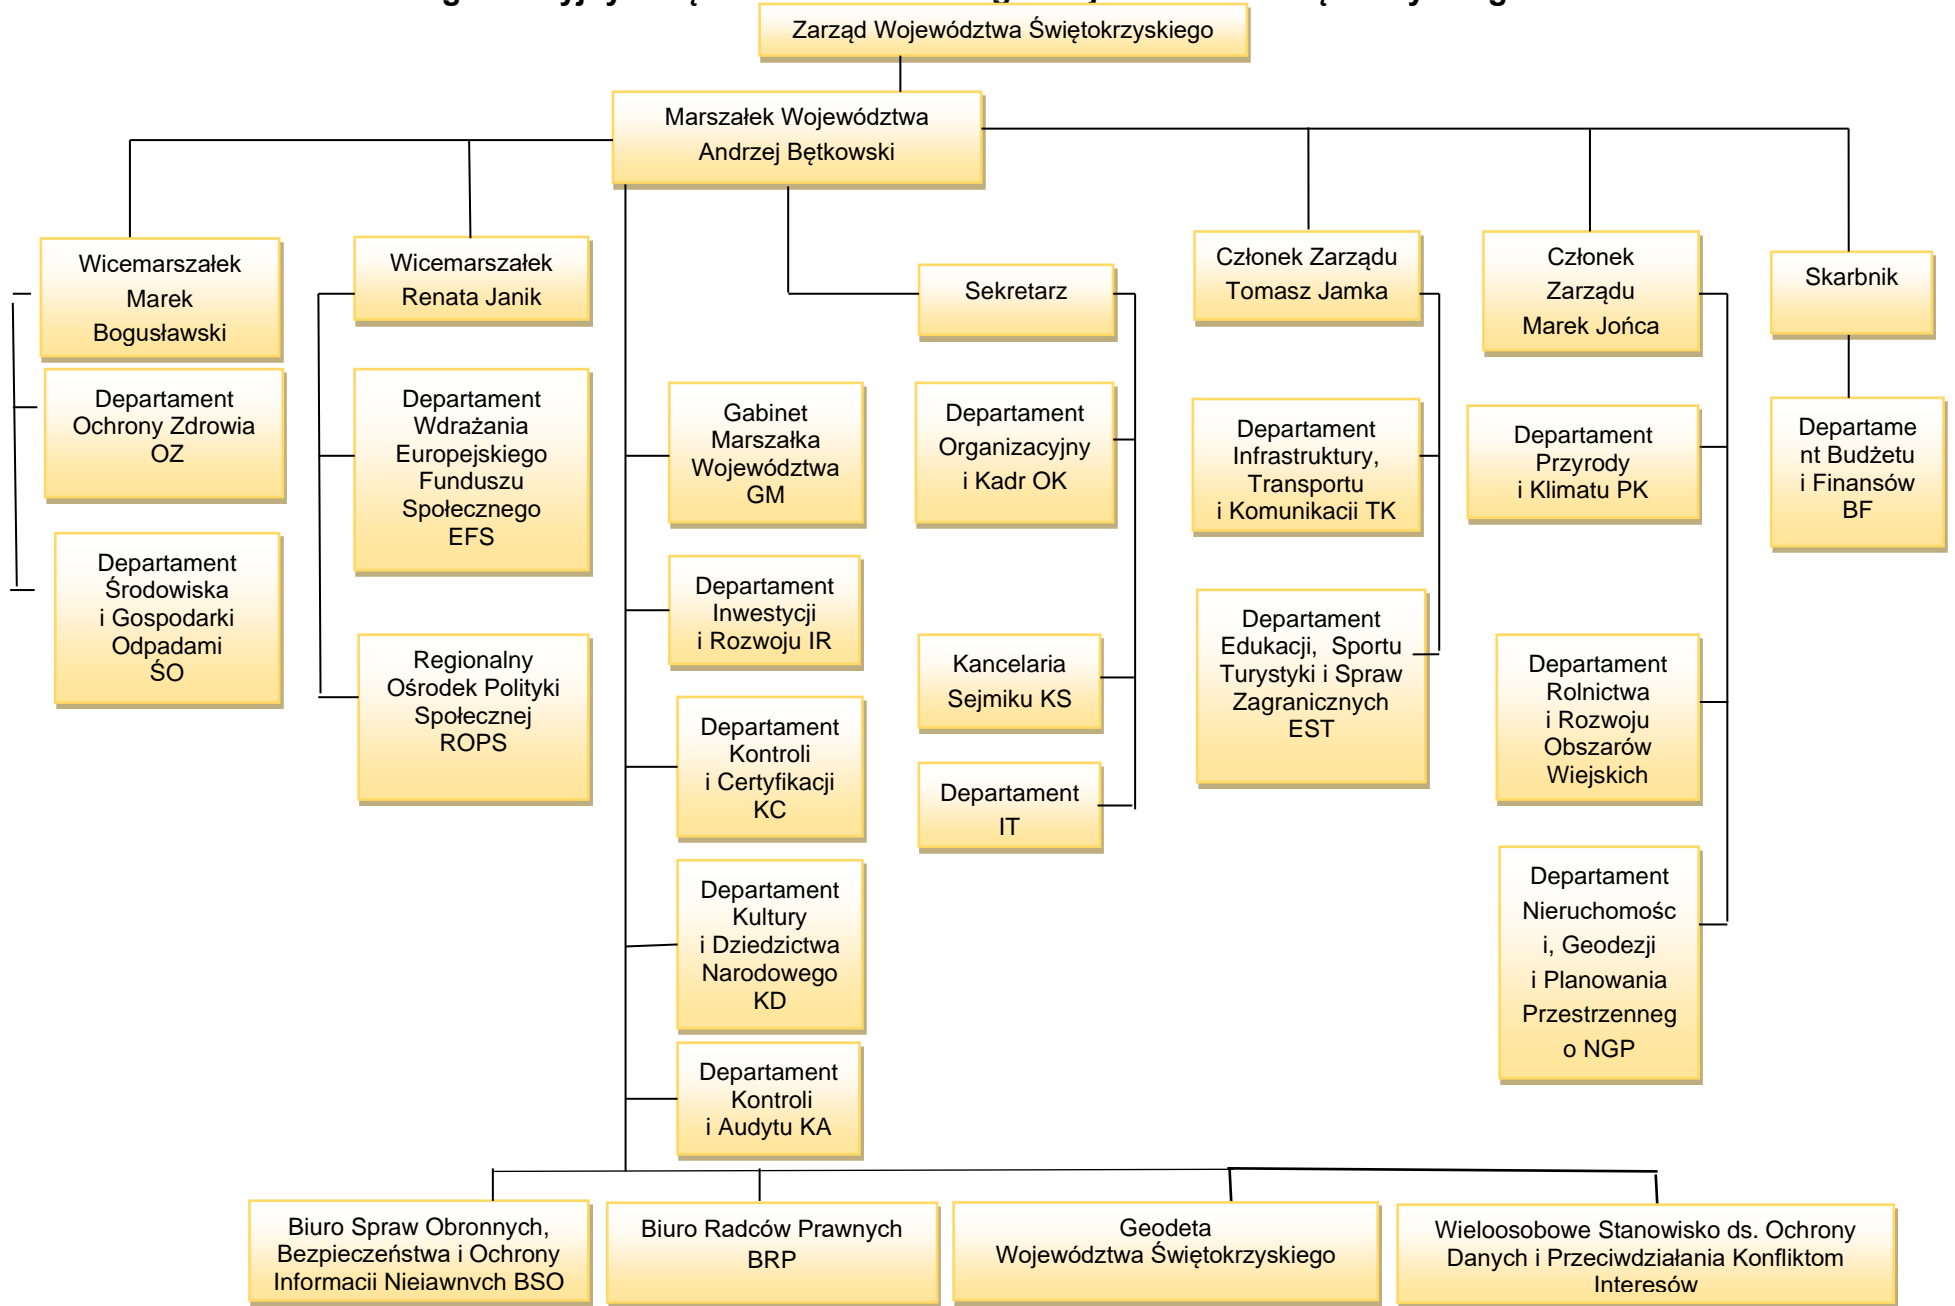 Zarząd Województwa Świętokrzyskiego
Marszałek Województwa
Andrzej Bętkowski
Wicemarszałek
Marek
Bogusławski
Wicemarszałek
Renata Janik
Sekretarz
Członek Zarządu
Tomasz Jamka
Członek
Zarządu
Marek Jońca
Skarbnik
Departament
Ochrony Zdrowia
OZ
Departament
Środowiska
i Gospodarki
Odpadami
ŚO
Departament
Wdrażania
Europejskiego
Funduszu
Społecznego
EFS
Regionalny
Ośrodek Polityki
Społecznej
ROPS
Gabinet
Marszałka
Województwa
GM
Departament
Inwestycji
i Rozwoju IR
Departament
Kontroli
i Certyfikacji
KC
Departament
Kultury
i Dziedzictwa
Narodowego
KD
Departament
Kontroli
i Audytu KA
Departament
Organizacyjny
i Kadr OK
Kancelaria
Sejmiku KS
Departament
IT
Departament
Infrastruktury,
Transportu
i Komunikacji TK
Departament
Edukacji, Sportu
Turystyki i Spraw
Zagranicznych
EST
Departament
Przyrody
i Klimatu PK
Departament
Rolnictwa
i Rozwoju
Obszarów
Wiejskich
Departament
Nieruchomośc
i, Geodezji
i Planowania
Przestrzenneg
o NGP
Departame
nt Budżetu
i Finansów
BF
Biuro Spraw Obronnych,
Bezpieczeństwa i Ochrony
Informacji Niejawnych BSO
Biuro Radców Prawnych
BRP
Geodeta
Województwa Świętokrzyskiego
Wieloosobowe Stanowisko ds. Ochrony
Danych i Przeciwdziałania Konfliktom
Interesów